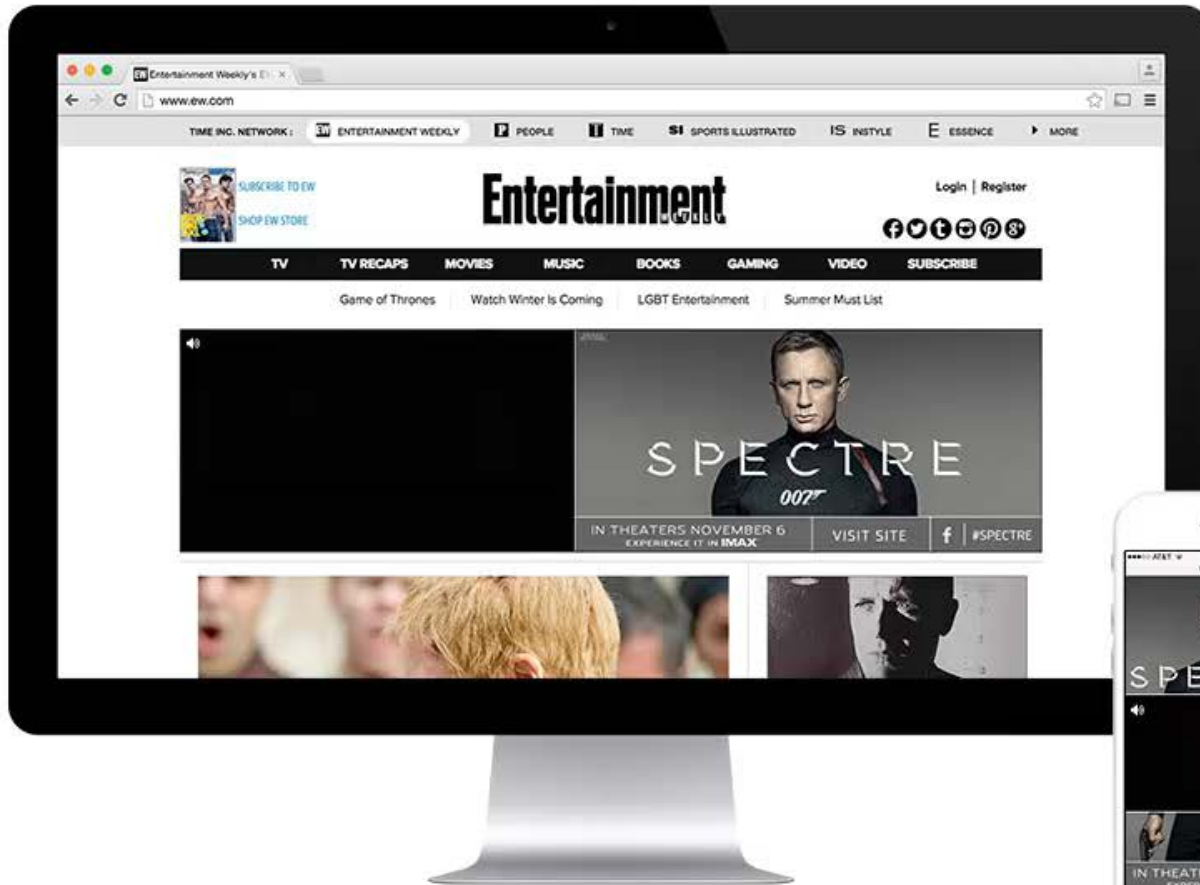 Entertainment Weekly's E
www.ew.com
TIME INC. NETWORK : EW ENTERTAINMENT WEEKLY P PEOPLE T TIME SI SPORTS ILLUSTRATED IS INSTYLE E ESSENCE MORE
SUBSCRIBE TO EW
SHOP EW STORE
Entertainment
WEEKLY
Login | Register
TV TV RECAPS MOVIES MUSIC BOOKS GAMING VIDEO SUBSCRIBE
Game of Thrones Watch Winter Is Coming LGBT Entertainment Summer Must List
SPECTRE
007
IN THEATERS NOVEMBER 6
EXPERIENCE IT IN IMAX
VISIT SITE
f #SPECTRE
AT&T
SPE
IN THEAT